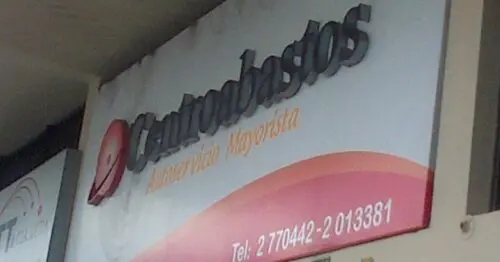 Centroabastos
Autoservicio Mayorista
Tel: 2 770442 - 2 013381